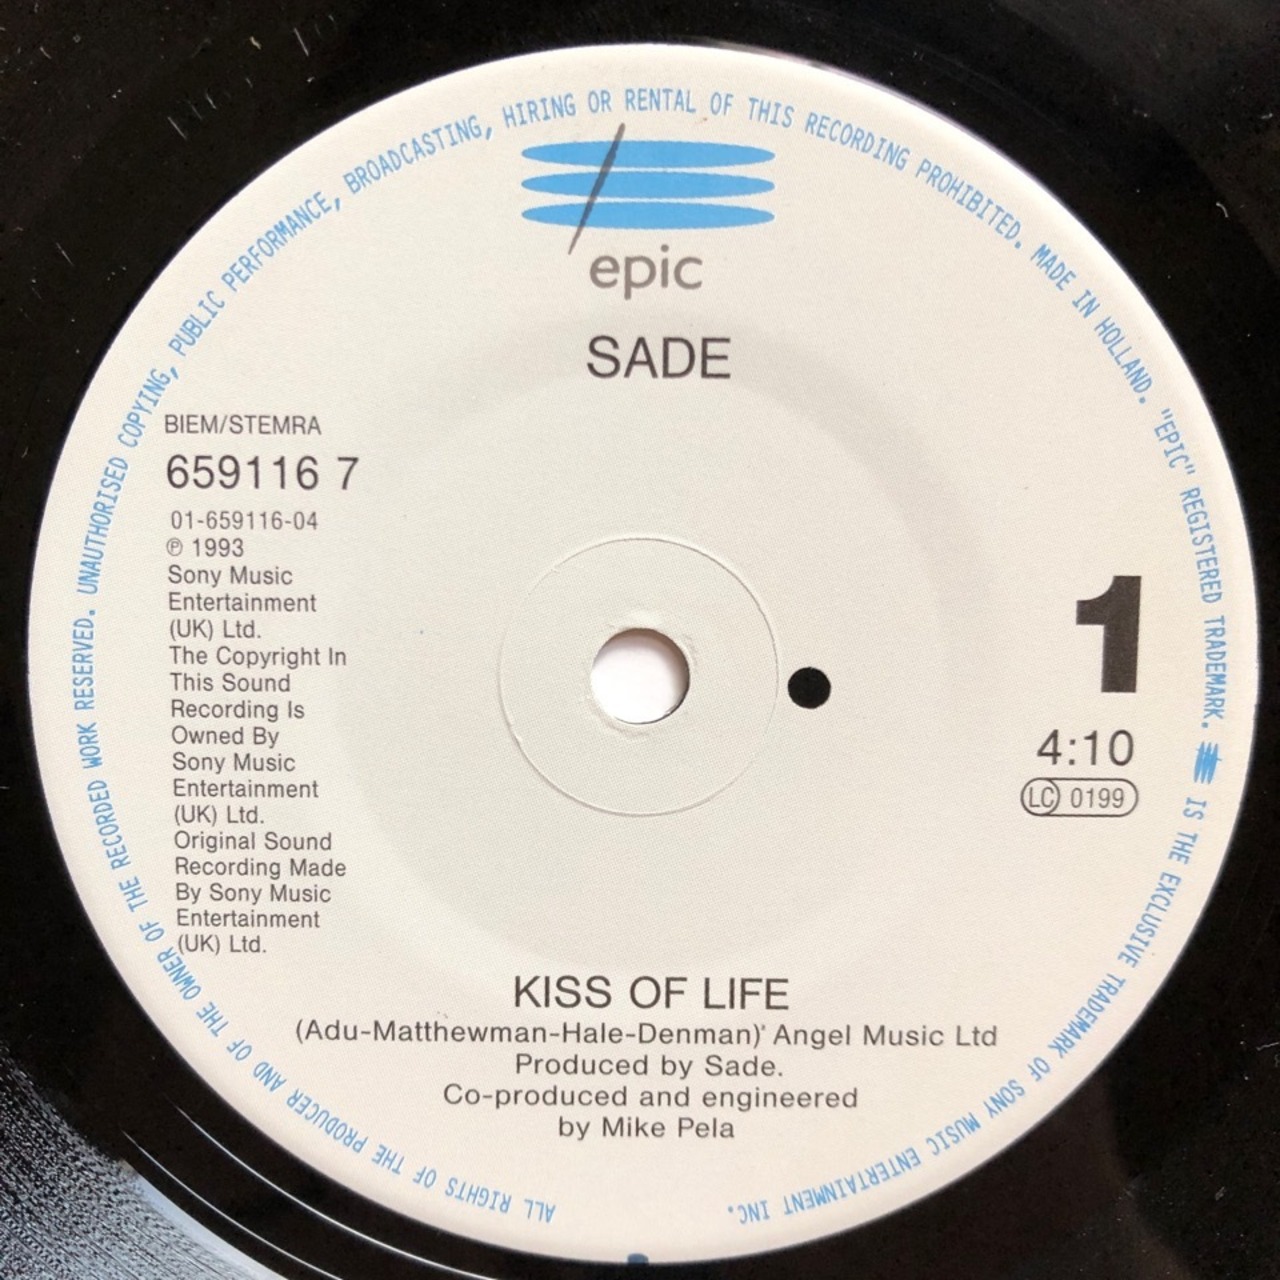 ALL RIGHTS OF THE PRODUCER AND OF THE OWNER OF THE RECORDED WORK RESERVED. UNAUTHORISED COPYING, PUBLIC PERFORMANCE, BROADCASTING, HIRING OR RENTAL OF THIS RECORDING PROHIBITED. MADE IN HOLLAND. "EPIC" REGISTERED TRADEMARK. IS THE EXCLUSIVE TRADEMARK OF SONY MUSIC ENTERTAINMENT INC.
epic
SADE
BIEM/STEMRA
659116 7
01-659116-04
℗ 1993
Sony Music
Entertainment
(UK) Ltd.
The Copyright In
This Sound
Recording Is
Owned By
Sony Music
Entertainment
(UK) Ltd.
Original Sound
Recording Made
By Sony Music
Entertainment
(UK) Ltd.
1
4:10
LC 0199
KISS OF LIFE
(Adu-Matthewman-Hale-Denman)' Angel Music Ltd
Produced by Sade.
Co-produced and engineered
by Mike Pela